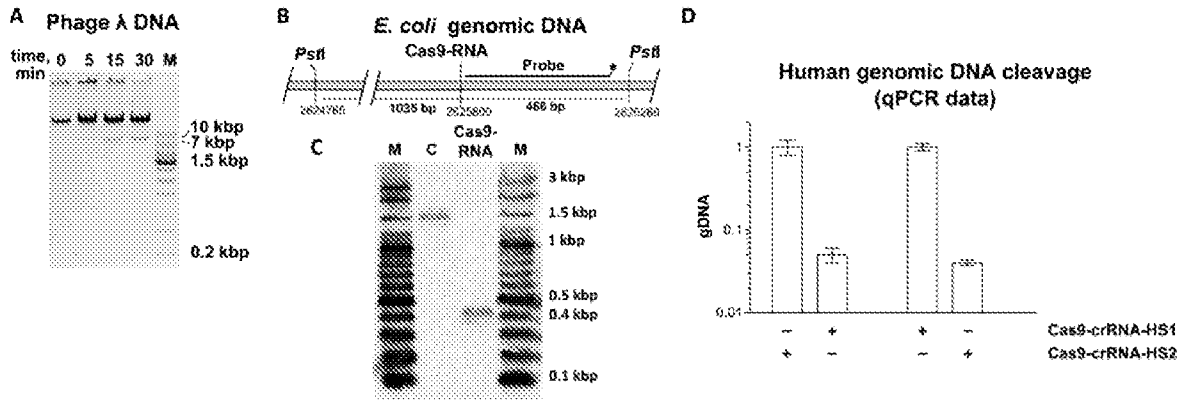 A
Phage λ DNA
time, min
0 5 15 30 M
10 kbp
7 kbp
1.5 kbp
0.2 kbp
B
E. coli genomic DNA
Cas9-RNA
PstI
Probe
*
PstI
1035 bp
466 bp
2624765
2625800
C
M C Cas9-RNA M
3 kbp
1.5 kbp
1 kbp
0.5 kbp
0.4 kbp
0.1 kbp
D
Human genomic DNA cleavage
(qPCR data)
gDNA
1
0.1
0.01
− + + − Cas9-crRNA-HS1
+ − − + Cas9-crRNA-HS2